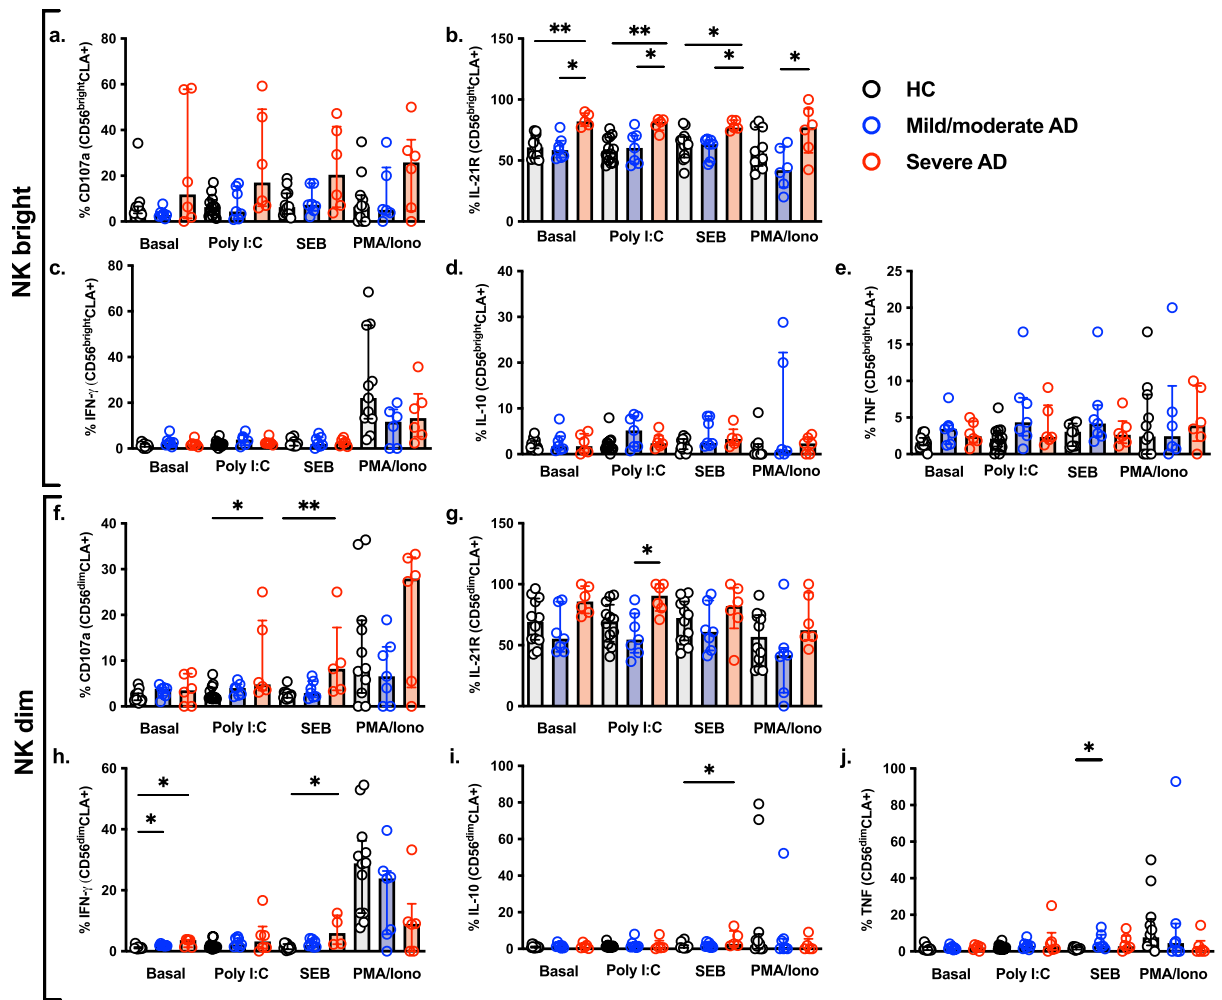 NK bright
a.
% CD107a (CD56brightCLA+)
80
60
40
20
0
Basal Poly I:C SEB PMA/Iono
b.
% IL-21R (CD56brightCLA+)
150
100
50
0
** ** *
* * * *
Basal Poly I:C SEB PMA/Iono
HC
Mild/moderate AD
Severe AD
c.
% IFN-γ (CD56brightCLA+)
80
60
40
20
0
Basal Poly I:C SEB PMA/Iono
d.
% IL-10 (CD56brightCLA+)
40
30
20
10
0
Basal Poly I:C SEB PMA/Iono
e.
% TNF (CD56brightCLA+)
25
20
15
10
5
0
Basal Poly I:C SEB PMA/Iono
NK dim
f.
% CD107a (CD56dimCLA+)
40
30
20
10
0
* **
Basal Poly I:C SEB PMA/Iono
g.
% IL-21R (CD56dimCLA+)
150
100
50
0
*
Basal Poly I:C SEB PMA/Iono
h.
% IFN-γ (CD56dimCLA+)
60
40
20
0
* *
*
Basal Poly I:C SEB PMA/Iono
i.
% IL-10 (CD56dimCLA+)
100
80
60
40
20
0
*
Basal Poly I:C SEB PMA/Iono
j.
% TNF (CD56dimCLA+)
100
80
60
40
20
0
*
Basal Poly I:C SEB PMA/Iono